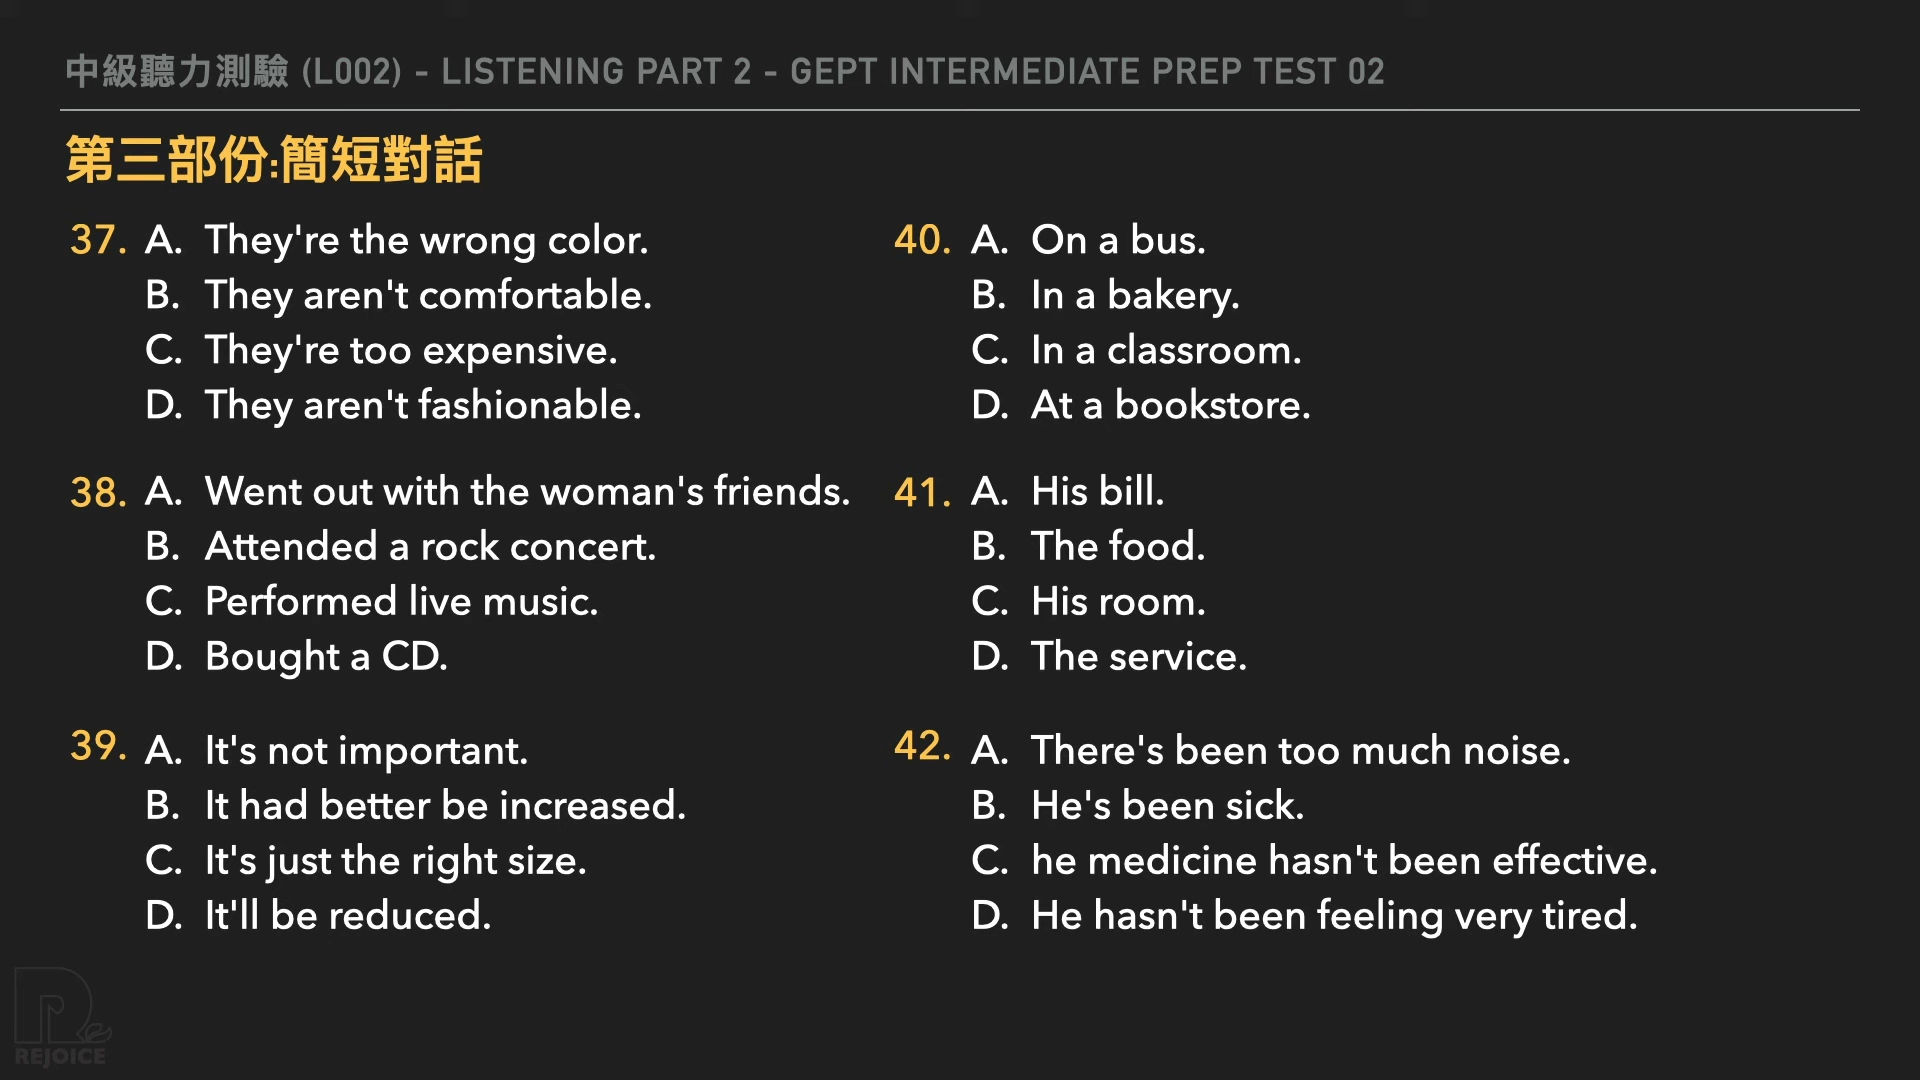 中級聽力測驗 (L002) - LISTENING PART 2 - GEPT INTERMEDIATE PREP TEST 02
第三部份:簡短對話
37. A. They're the wrong color.
B. They aren't comfortable.
C. They're too expensive.
D. They aren't fashionable.
38. A. Went out with the woman's friends.
B. Attended a rock concert.
C. Performed live music.
D. Bought a CD.
39. A. It's not important.
B. It had better be increased.
C. It's just the right size.
D. It'll be reduced.
40. A. On a bus.
B. In a bakery.
C. In a classroom.
D. At a bookstore.
41. A. His bill.
B. The food.
C. His room.
D. The service.
42. A. There's been too much noise.
B. He's been sick.
C. he medicine hasn't been effective.
D. He hasn't been feeling very tired.
REJOICE